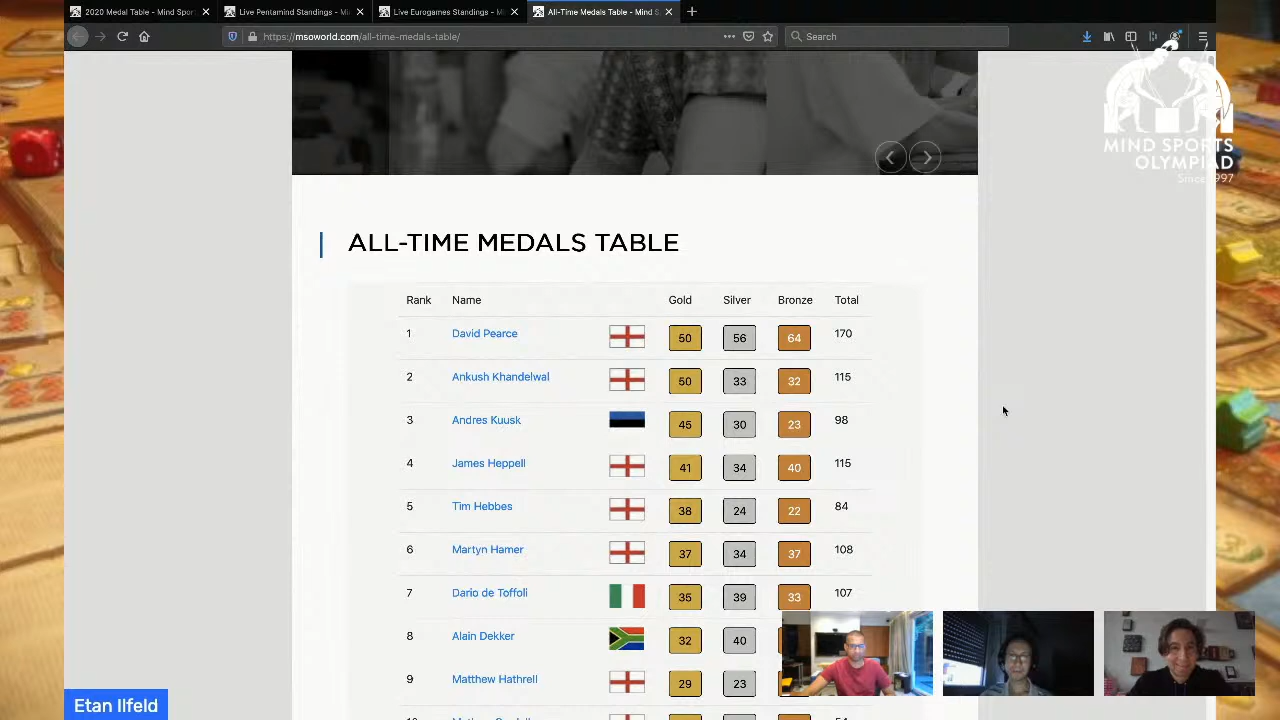 2020 Medal Table - Mind Spor
Live Pentamind Standings - Mi
Live Eurogames Standings - M
All-Time Medals Table - Mind S
https://msoworld.com/all-time-medals-table/
Search
MIND SPORTS
OLYMPIAD
Since 1997
ALL-TIME MEDALS TABLE
Rank Name Gold Silver Bronze Total
1 David Pearce 50 56 64 170
2 Ankush Khandelwal 50 33 32 115
3 Andres Kuusk 45 30 23 98
4 James Heppell 41 34 40 115
5 Tim Hebbes 38 24 22 84
6 Martyn Hamer 37 34 37 108
7 Dario de Toffoli 35 39 33 107
8 Alain Dekker 32 40
9 Matthew Hathrell 29 23
Etan Ilfeld